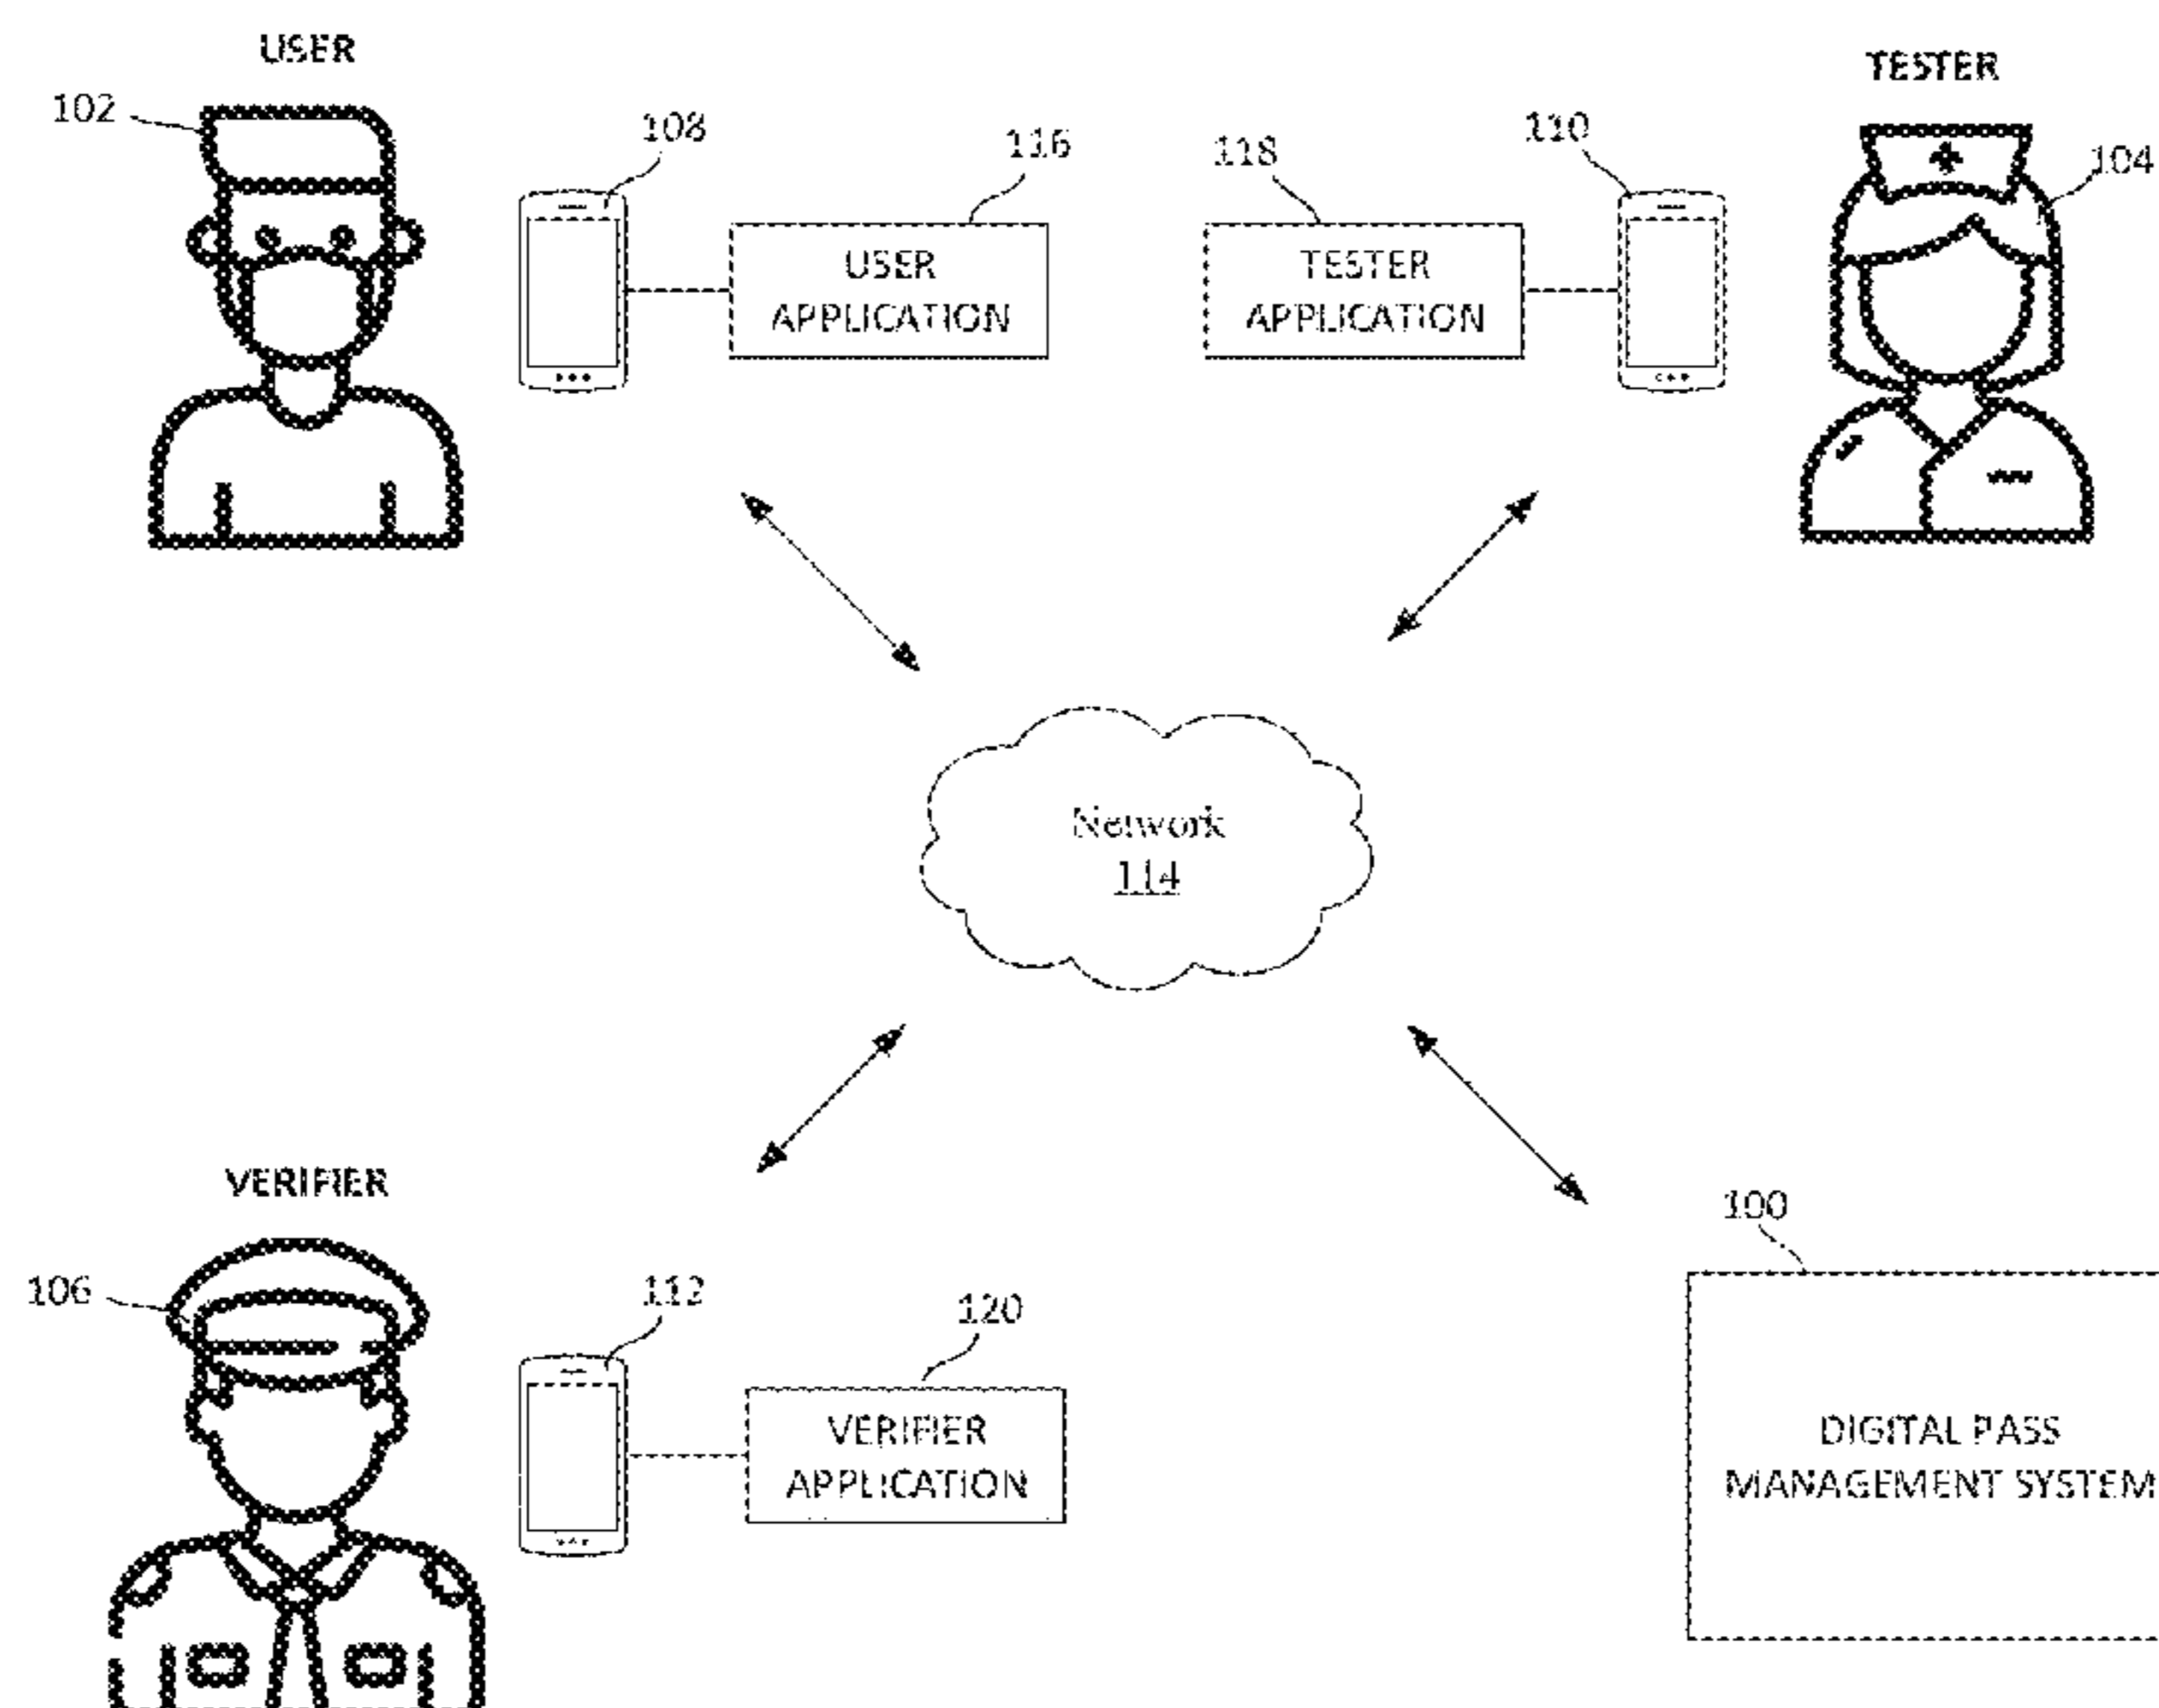 USER
TESTER
102
108
116
118
110
104
USER
APPLICATION
TESTER
APPLICATION
Network
114
VERIFIER
106
112
120
100
VERIFIER
APPLICATION
DIGITAL PASS
MANAGEMENT SYSTEM